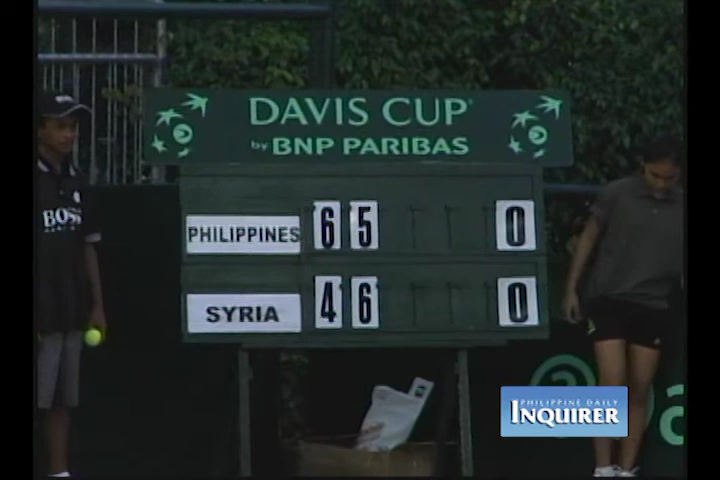 DAVIS CUP
by BNP PARIBAS
PHILIPPINES 6 5 0
SYRIA 4 6 0
BOSS
PHILIPPINE DAILY
INQUIRER